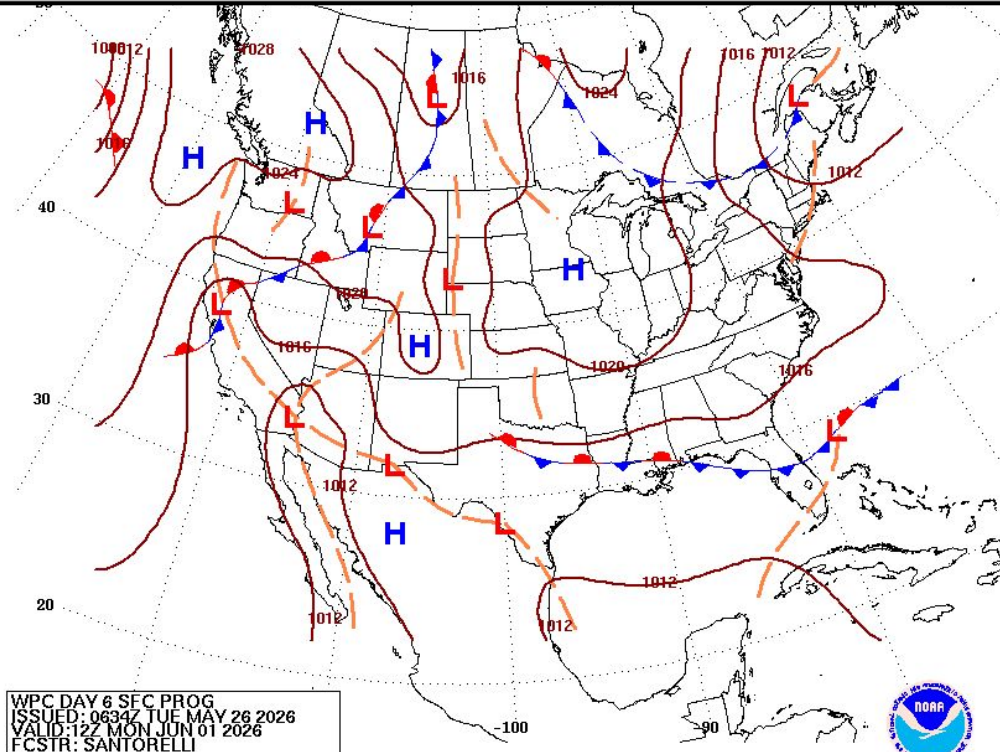 1028
1012
1016
1024
1016
1012
1016
1024
1012
40
1020
1016
1020
1016
30
1012
1012
20
1012
1012
-100
-90
H
H
L
L
L
L
L
L
H
H
L
L
L
L
H
WPC DAY 6 SFC PROG
ISSUED: 0634Z TUE MAY 26 2026
VALID:12Z MON JUN 01 2026
FCSTR: SANTORELLI
NOAA